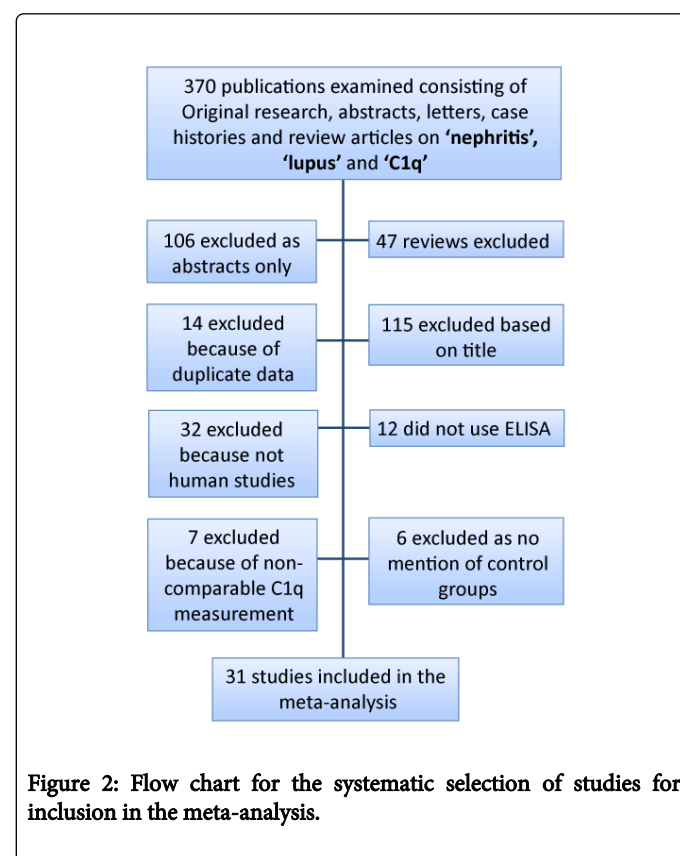 370 publications examined consisting of
Original research, abstracts, letters, case
histories and review articles on ‘nephritis’,
‘lupus’ and ‘C1q’
106 excluded as
abstracts only
47 reviews excluded
14 excluded
because of
duplicate data
115 excluded based
on title
32 excluded
because not
human studies
12 did not use ELISA
7 excluded
because of non-
comparable C1q
measurement
6 excluded as no
mention of control
groups
31 studies included in the
meta-analysis
Figure 2: Flow chart for the systematic selection of studies for
inclusion in the meta-analysis.